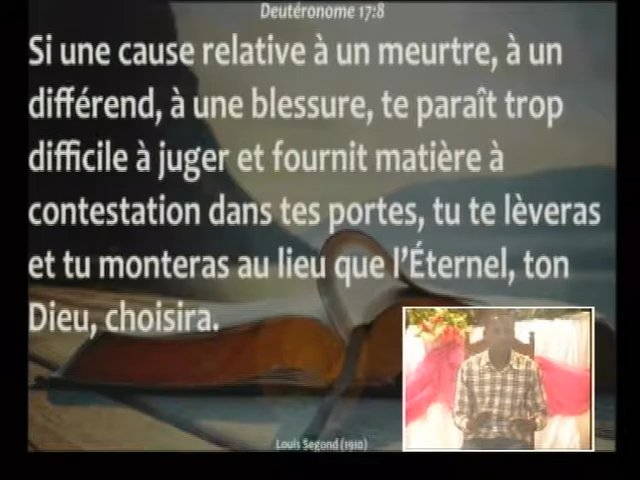 Deutéronome 17:8
Si une cause relative à un meurtre, à un
différend, à une blessure, te paraît trop
difficile à juger et fournit matière à
contestation dans tes portes, tu te lèveras
et tu monteras au lieu que l'Éternel, ton
Dieu, choisira.
Louis Segond (1910)